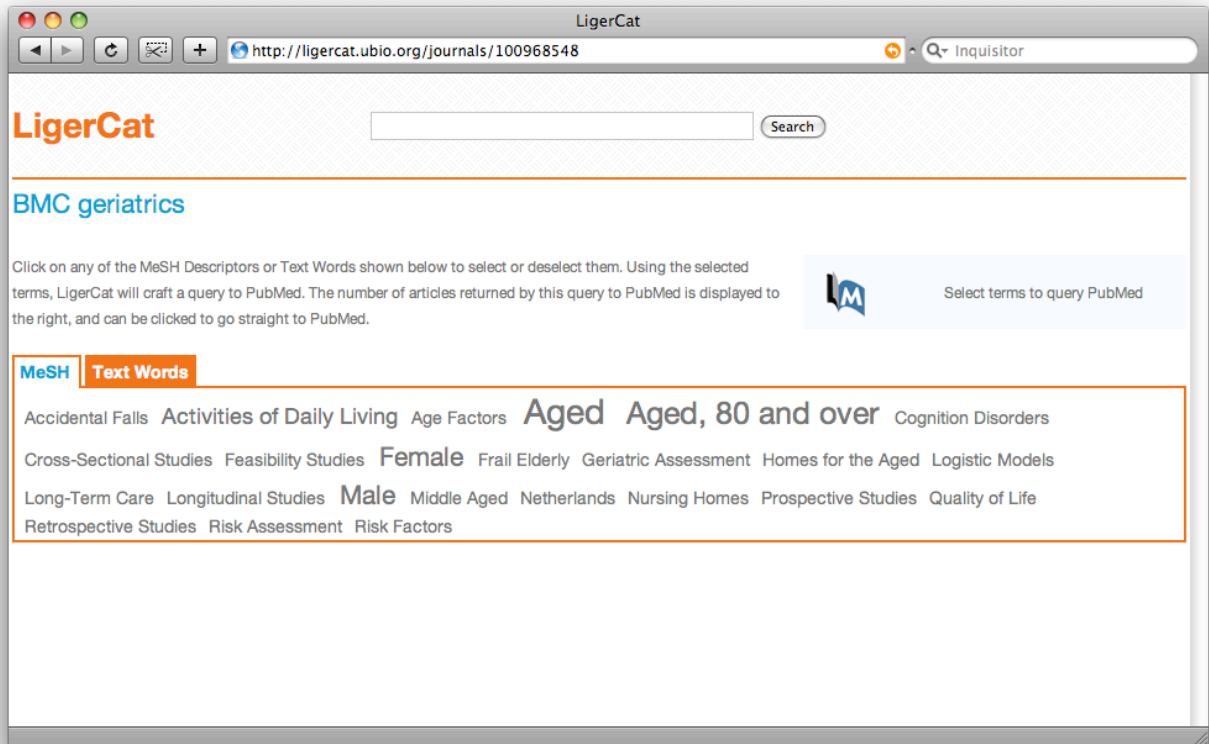 LigerCat
http://ligercat.ubio.org/journals/100968548
Inquisitor
LigerCat
Search
BMC geriatrics
Click on any of the MeSH Descriptors or Text Words shown below to select or deselect them. Using the selected
terms, LigerCat will craft a query to PubMed. The number of articles returned by this query to PubMed is displayed to
the right, and can be clicked to go straight to PubMed.
M
Select terms to query PubMed
MeSH Text Words
Accidental Falls Activities of Daily Living Age Factors Aged Aged, 80 and over Cognition Disorders
Cross-Sectional Studies Feasibility Studies Female Frail Elderly Geriatric Assessment Homes for the Aged Logistic Models
Long-Term Care Longitudinal Studies Male Middle Aged Netherlands Nursing Homes Prospective Studies Quality of Life
Retrospective Studies Risk Assessment Risk Factors